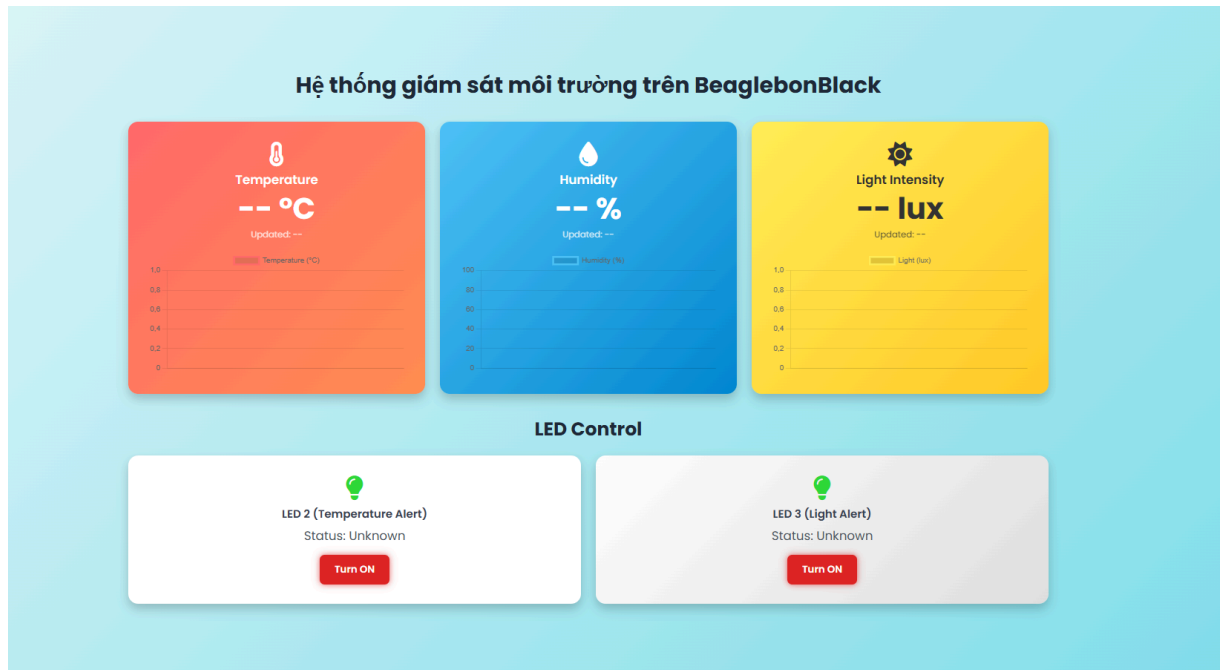 Hệ thống giám sát môi trường trên BeaglebonBlack
Temperature
-- °C
Updated: --
Temperature (°C)
1,0
0,8
0,6
0,4
0,2
0
Humidity
-- %
Updated: --
Humidity (%)
100
80
60
40
20
0
Light Intensity
-- lux
Updated: --
Light (lux)
1,0
0,8
0,6
0,4
0,2
0
LED Control
LED 2 (Temperature Alert)
Status: Unknown
Turn ON
LED 3 (Light Alert)
Status: Unknown
Turn ON